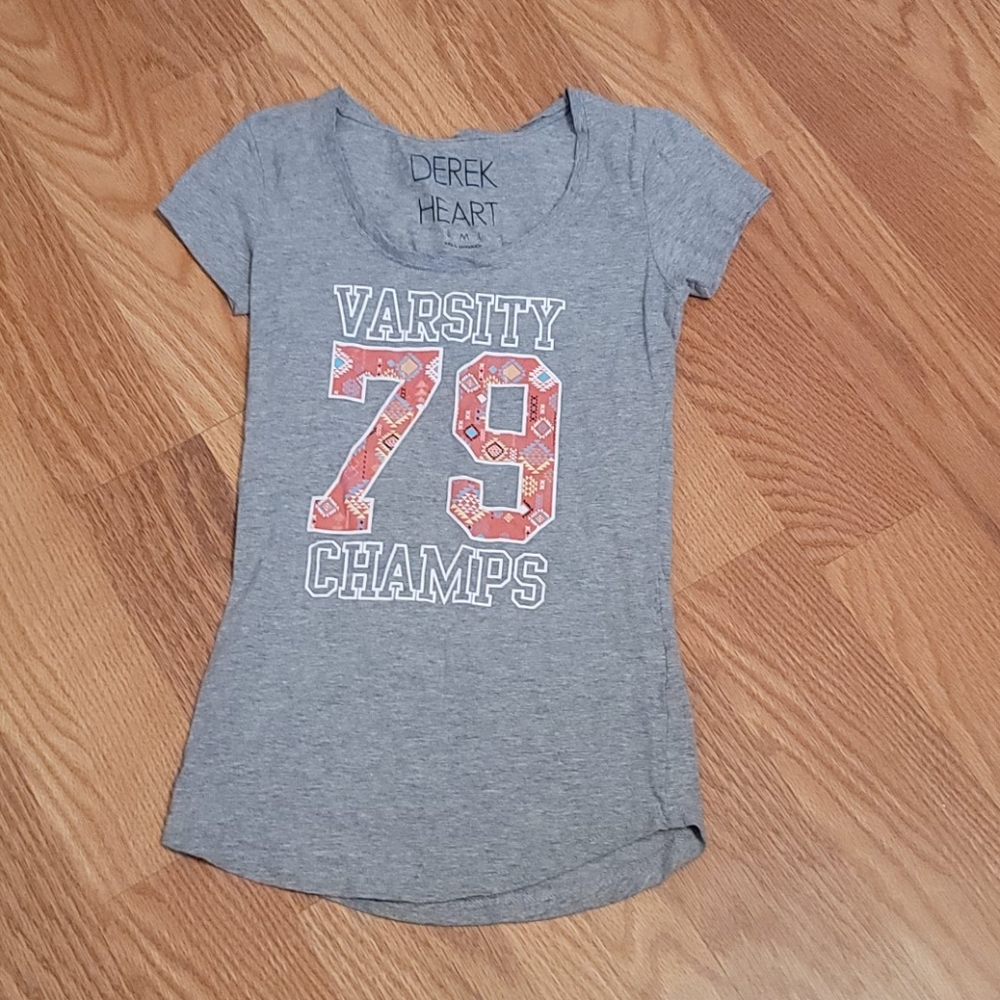 DEREK
HEART
VARSITY
79
CHAMPS